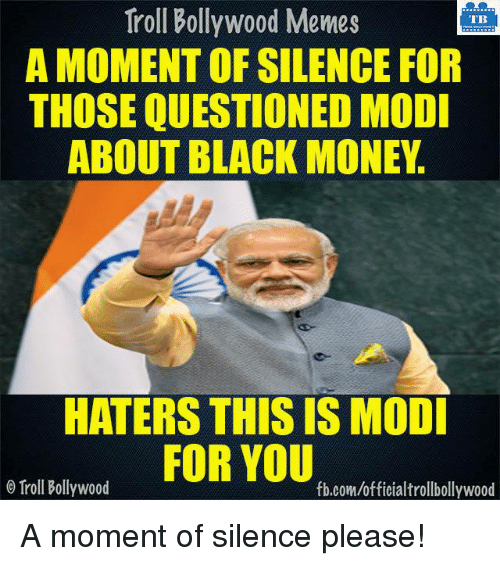 Troll Bollywood Memes
TB
A MOMENT OF SILENCE FOR
THOSE QUESTIONED MODI
ABOUT BLACK MONEY.
HATERS THIS IS MODI
FOR YOU
© Troll Bollywood
fb.com/officialtrollbollywood
A moment of silence please!